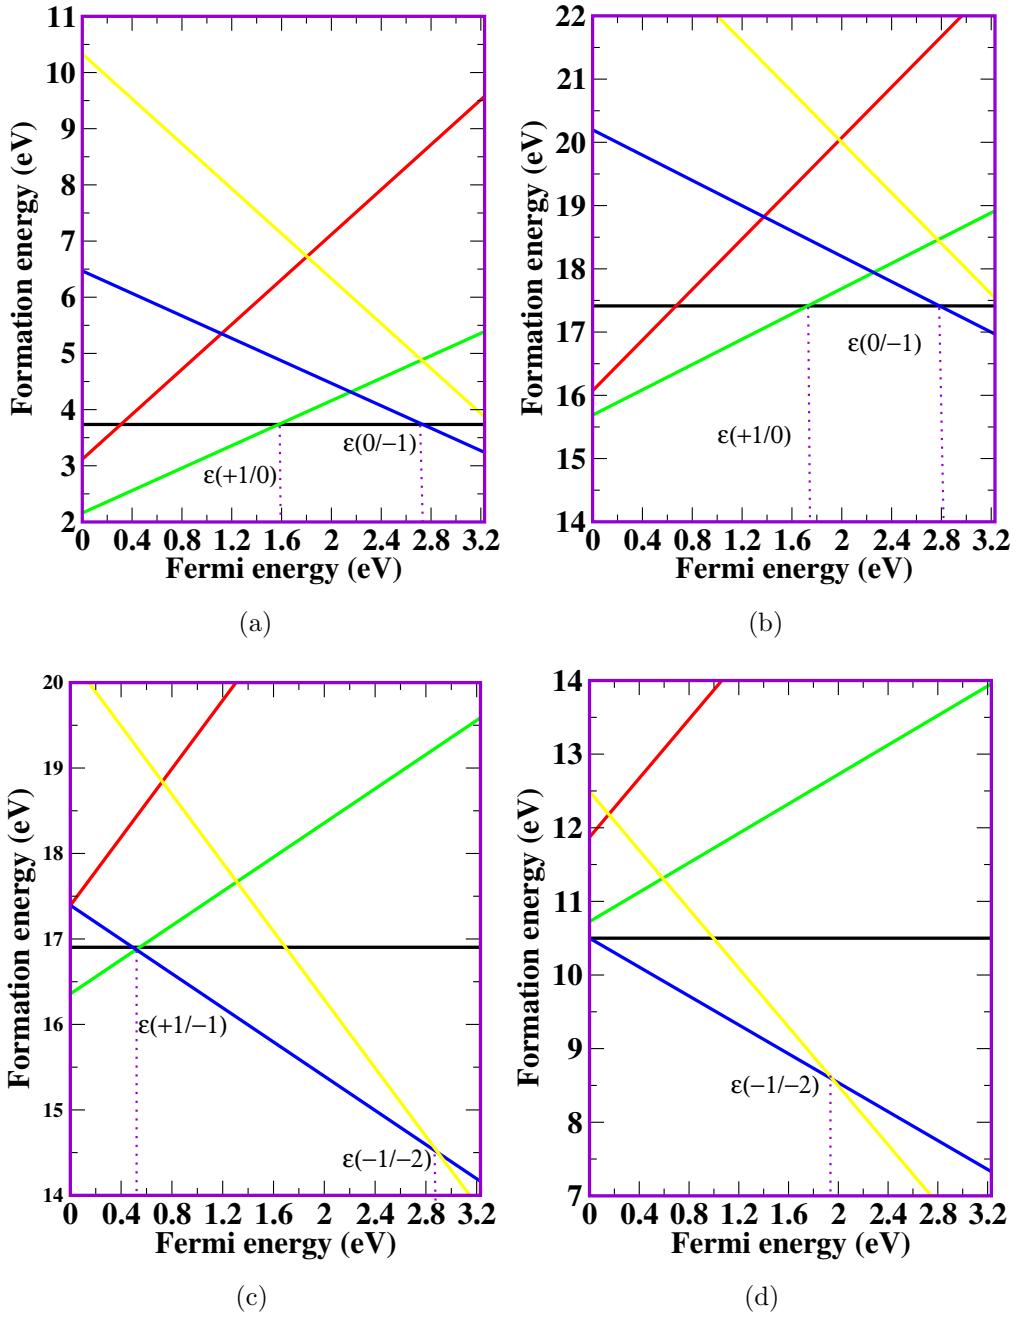 11
10
9
8
7
6
5
4
3
2
Formation energy (eV)
ε(+1/0)
ε(0/−1)
0 0.4 0.8 1.2 1.6 2 2.4 2.8 3.2
Fermi energy (eV)
(a)
22
21
20
19
18
17
16
15
14
Formation energy (eV)
ε(0/−1)
ε(+1/0)
0 0.4 0.8 1.2 1.6 2 2.4 2.8 3.2
Fermi energy (eV)
(b)
20
19
18
17
16
15
14
Formation energy (eV)
ε(+1/−1)
ε(−1/−2)
0 0.4 0.8 1.2 1.6 2 2.4 2.8 3.2
Fermi energy (eV)
(c)
14
13
12
11
10
9
8
7
Formation energy (eV)
ε(−1/−2)
0 0.4 0.8 1.2 1.6 2 2.4 2.8 3.2
Fermi energy (eV)
(d)